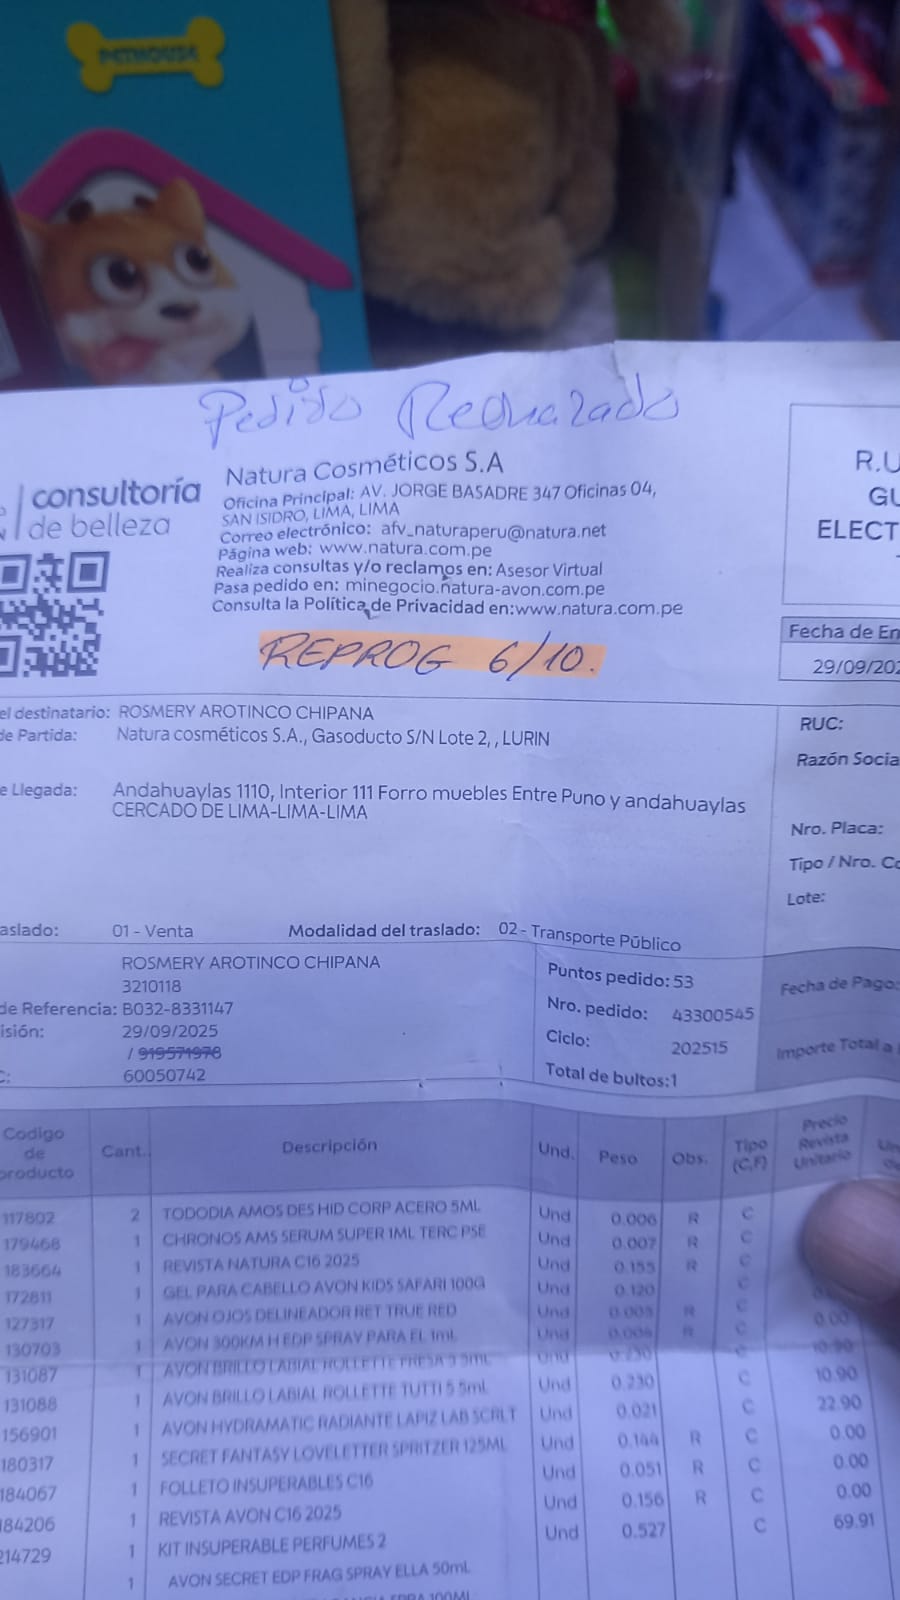 PETHOUSE
Pedido Rechazado
consultoría
de belleza
Natura Cosméticos S.A
Oficina Principal: AV. JORGE BASADRE 347 Oficinas 04,
SAN ISIDRO, LIMA, LIMA
Correo electrónico: afv_naturaperu@natura.net
Página web: www.natura.com.pe
Realiza consultas y/o reclamos en: Asesor Virtual
Pasa pedido en: minegocio.natura-avon.com.pe
Consulta la Política de Privacidad en:www.natura.com.pe
R.U
GU
ELECT
REPROG 6/10.
Fecha de En
29/09/202
el destinatario: ROSMERY AROTINCO CHIPANA
de Partida: Natura cosméticos S.A., Gasoducto S/N Lote 2, , LURIN
e Llegada: Andahuaylas 1110, Interior 111 Forro muebles Entre Puno y andahuaylas
CERCADO DE LIMA-LIMA-LIMA
RUC:
Razón Socia
Nro. Placa:
Tipo / Nro. Co
Lote:
aslado: 01 - Venta Modalidad del traslado: 02 - Transporte Público
ROSMERY AROTINCO CHIPANA
3210118
de Referencia: B032-8331147
isión: 29/09/2025
/ 919571978
C: 60050742
Puntos pedido: 53
Nro. pedido: 43300545
Ciclo: 202515
Total de bultos:1
Fecha de Pago:
Importe Total a
Codigo de producto Cant. Descripción Und. Peso Obs. Tipo (C,F) Precio Revista Unitario
117802 2 TODODIA AMOS DES HID CORP ACERO 5ML Und 0.006 R C
179468 1 CHRONOS AMS SERUM SUPER 1ML TERC PSE Und 0.007 R C
183664 1 REVISTA NATURA C16 2025 Und 0.155 R C
172811 1 GEL PARA CABELLO AVON KIDS SAFARI 100G Und 0.120 C
127317 1 AVON OJOS DELINEADOR RET TRUE RED Und R C
130703 1 AVON 300KM H EDP SPRAY PARA EL 1mL Und R C 0.00
131087 1 AVON BRILLO LABIAL ROLLETTE FRESA 5 5mL Und 0.230 C 10.90
131088 1 AVON BRILLO LABIAL ROLLETTE TUTTI 5 5mL Und 0.230 C 10.90
156901 1 AVON HYDRAMATIC RADIANTE LAPIZ LAB SCRLT Und 0.021 C 22.90
180317 1 SECRET FANTASY LOVELETTER SPRITZER 125ML Und 0.144 R C 0.00
184067 1 FOLLETO INSUPERABLES C16 Und 0.051 R C 0.00
184206 1 REVISTA AVON C16 2025 Und 0.156 R C 0.00
214729 1 KIT INSUPERABLE PERFUMES 2 Und 0.527 C 69.91
1 AVON SECRET EDP FRAG SPRAY ELLA 50mL
100ML